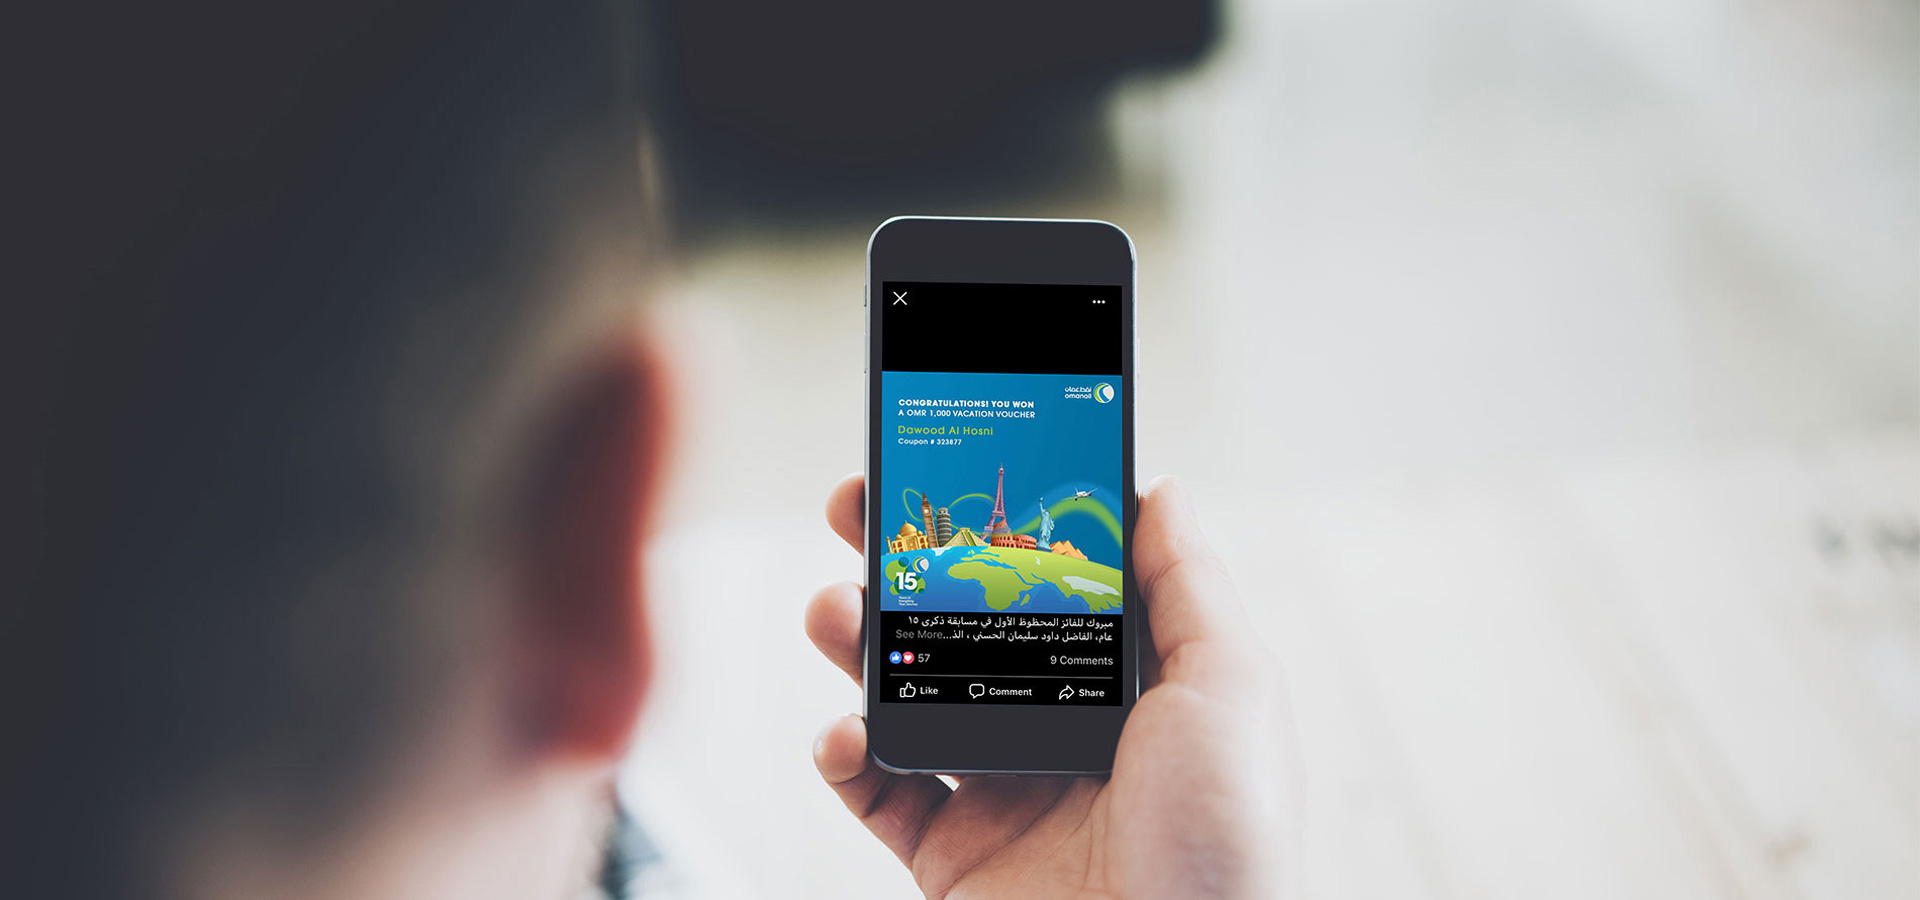 نفط عمان
omanoil
CONGRATULATIONS! YOU WON
A OMR 1,000 VACATION VOUCHER
Dawood Al Hosni
Coupon # 323877
15
مبروك للفائز المحظوظ الأول في مسابقة ذكرى ١٥
عام، الفاضل داود سليمان الحسني ، الذ...See More
57
9 Comments
Like
Comment
Share